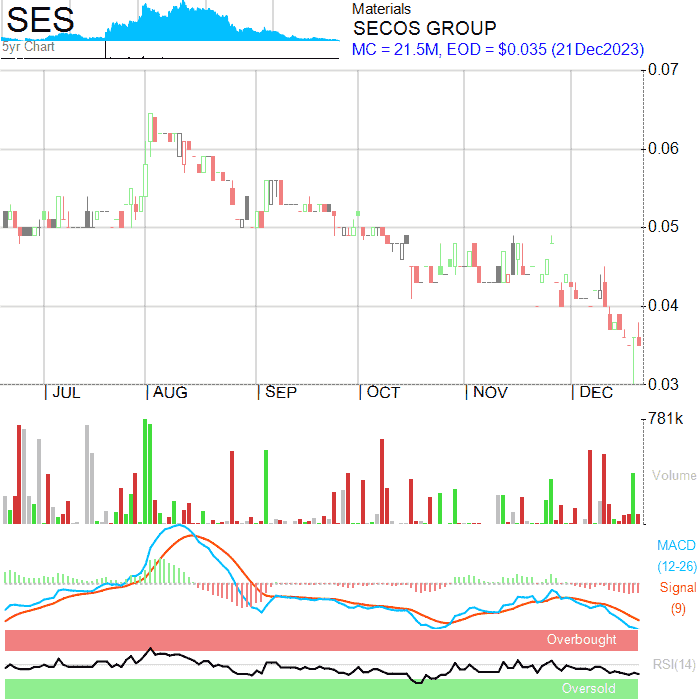 SES
5yr Chart
Materials
SECOS GROUP
MC = 21.5M, EOD = $0.035 (21Dec2023)
0.07
0.06
0.05
0.04
0.03
JUL AUG SEP OCT NOV DEC
781k
Volume
MACD
(12-26)
Signal
(9)
Overbought
RSI(14)
Oversold